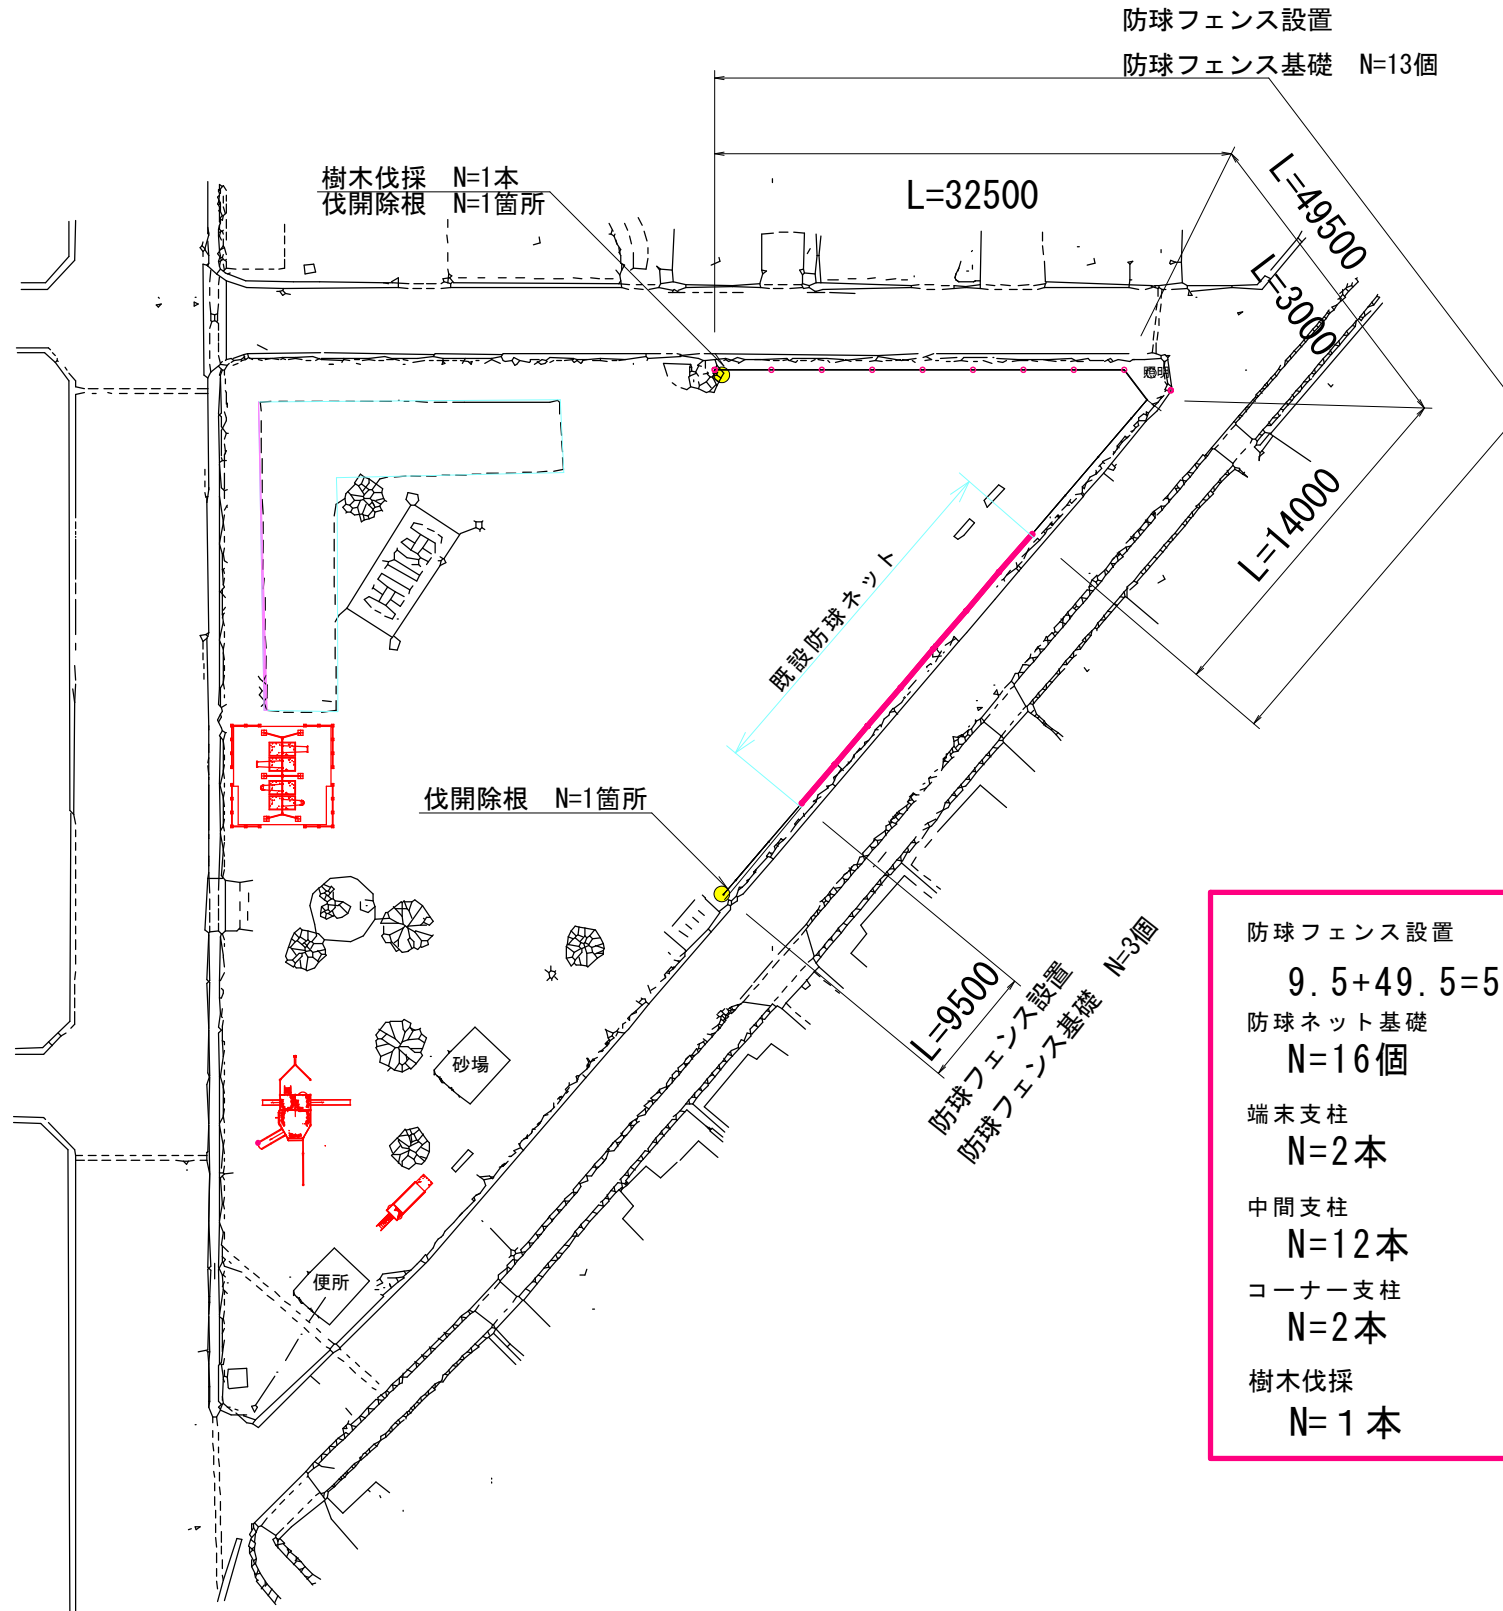 防球フェンス設置
防球フェンス基礎　N=13個
樹木伐採　N=1本
伐開除根　N=1箇所
L=32500
L=49500
L=3000
L=14000
既設防球ネット
伐開除根　N=1箇所
L=9500
防球フェンス設置
防球フェンス基礎　N=3個
砂場
便所
防球フェンス設置
9.5+49.5=5
防球ネット基礎
N=16個
端末支柱
N=2本
中間支柱
N=12本
コーナー支柱
N=2本
樹木伐採
N=１本